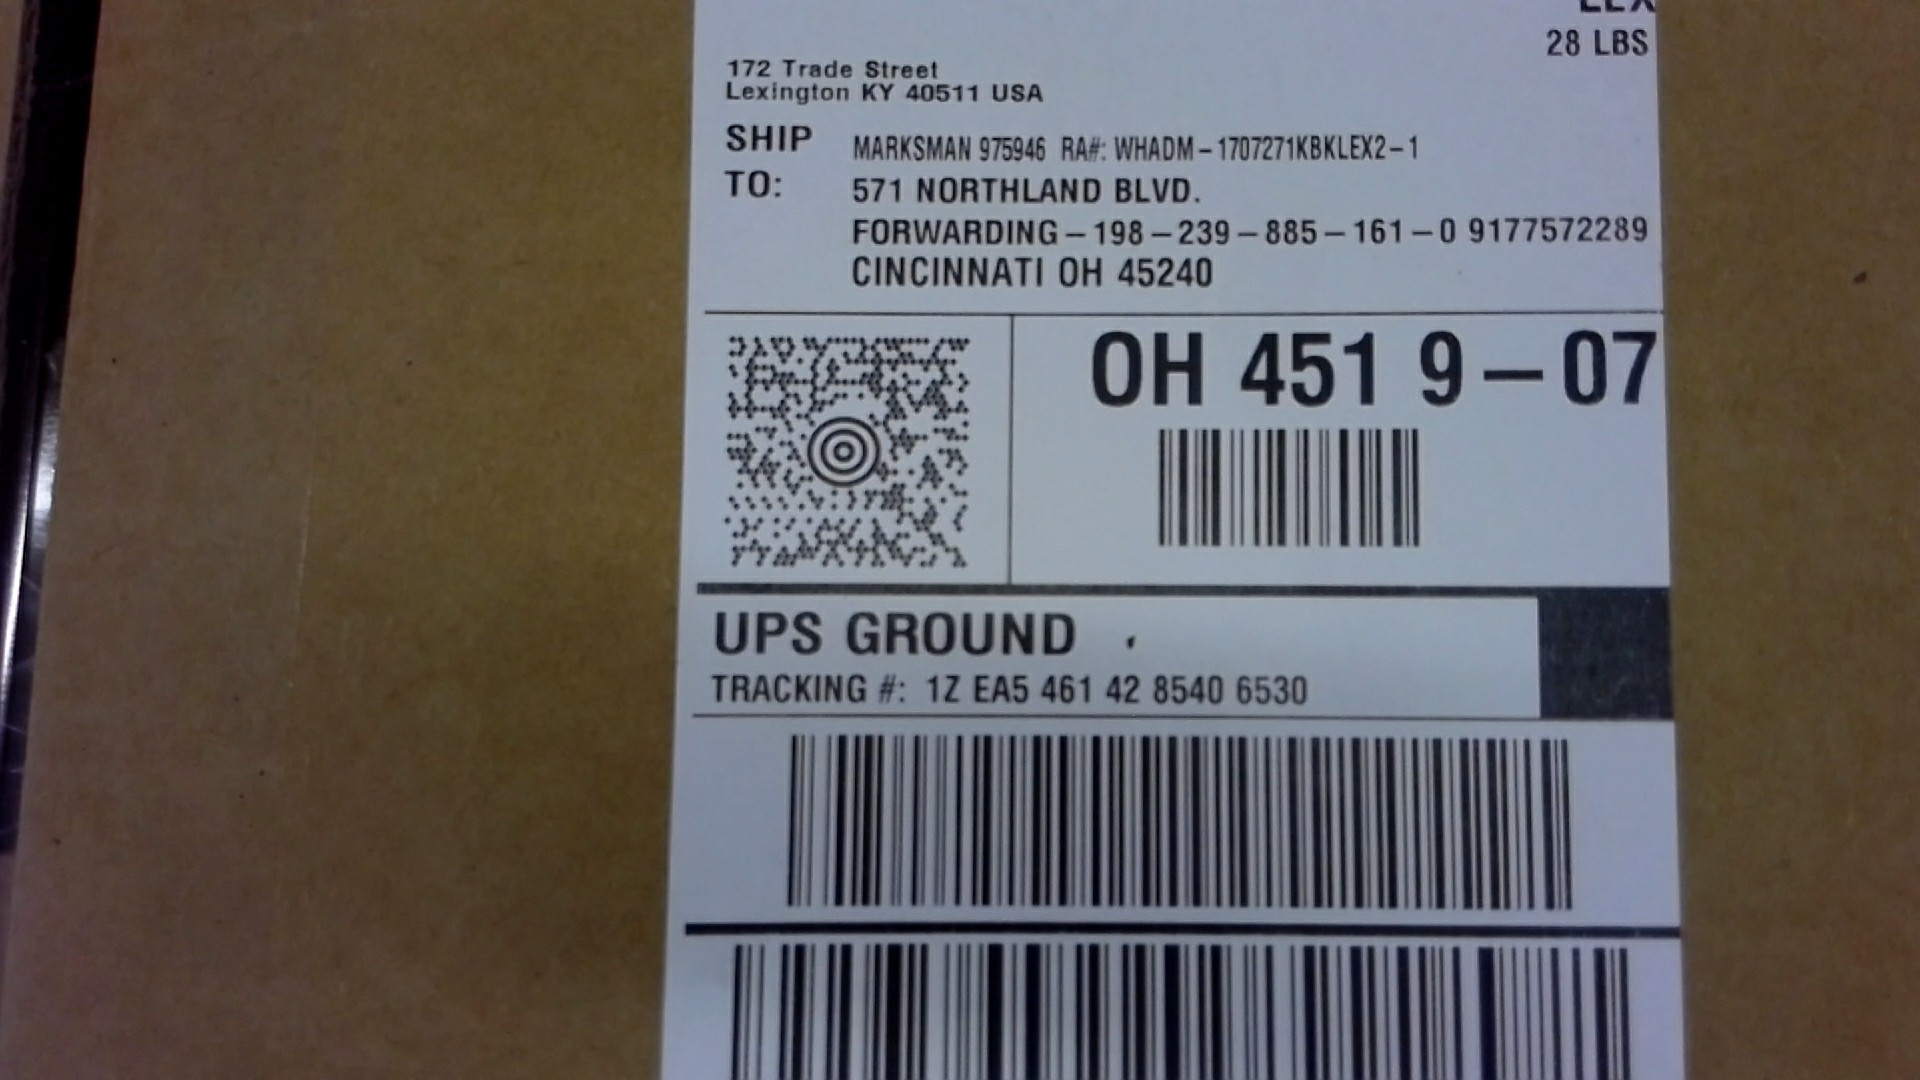 LEX
28 LBS
172 Trade Street
Lexington KY 40511 USA
SHIP TO:
MARKSMAN 975946 RA#: WHADM-1707271KBKLEX2-1
571 NORTHLAND BLVD.
FORWARDING-198-239-885-161-0 9177572289
CINCINNATI OH 45240
OH 451 9-07
UPS GROUND
TRACKING #: 1Z EA5 461 42 8540 6530